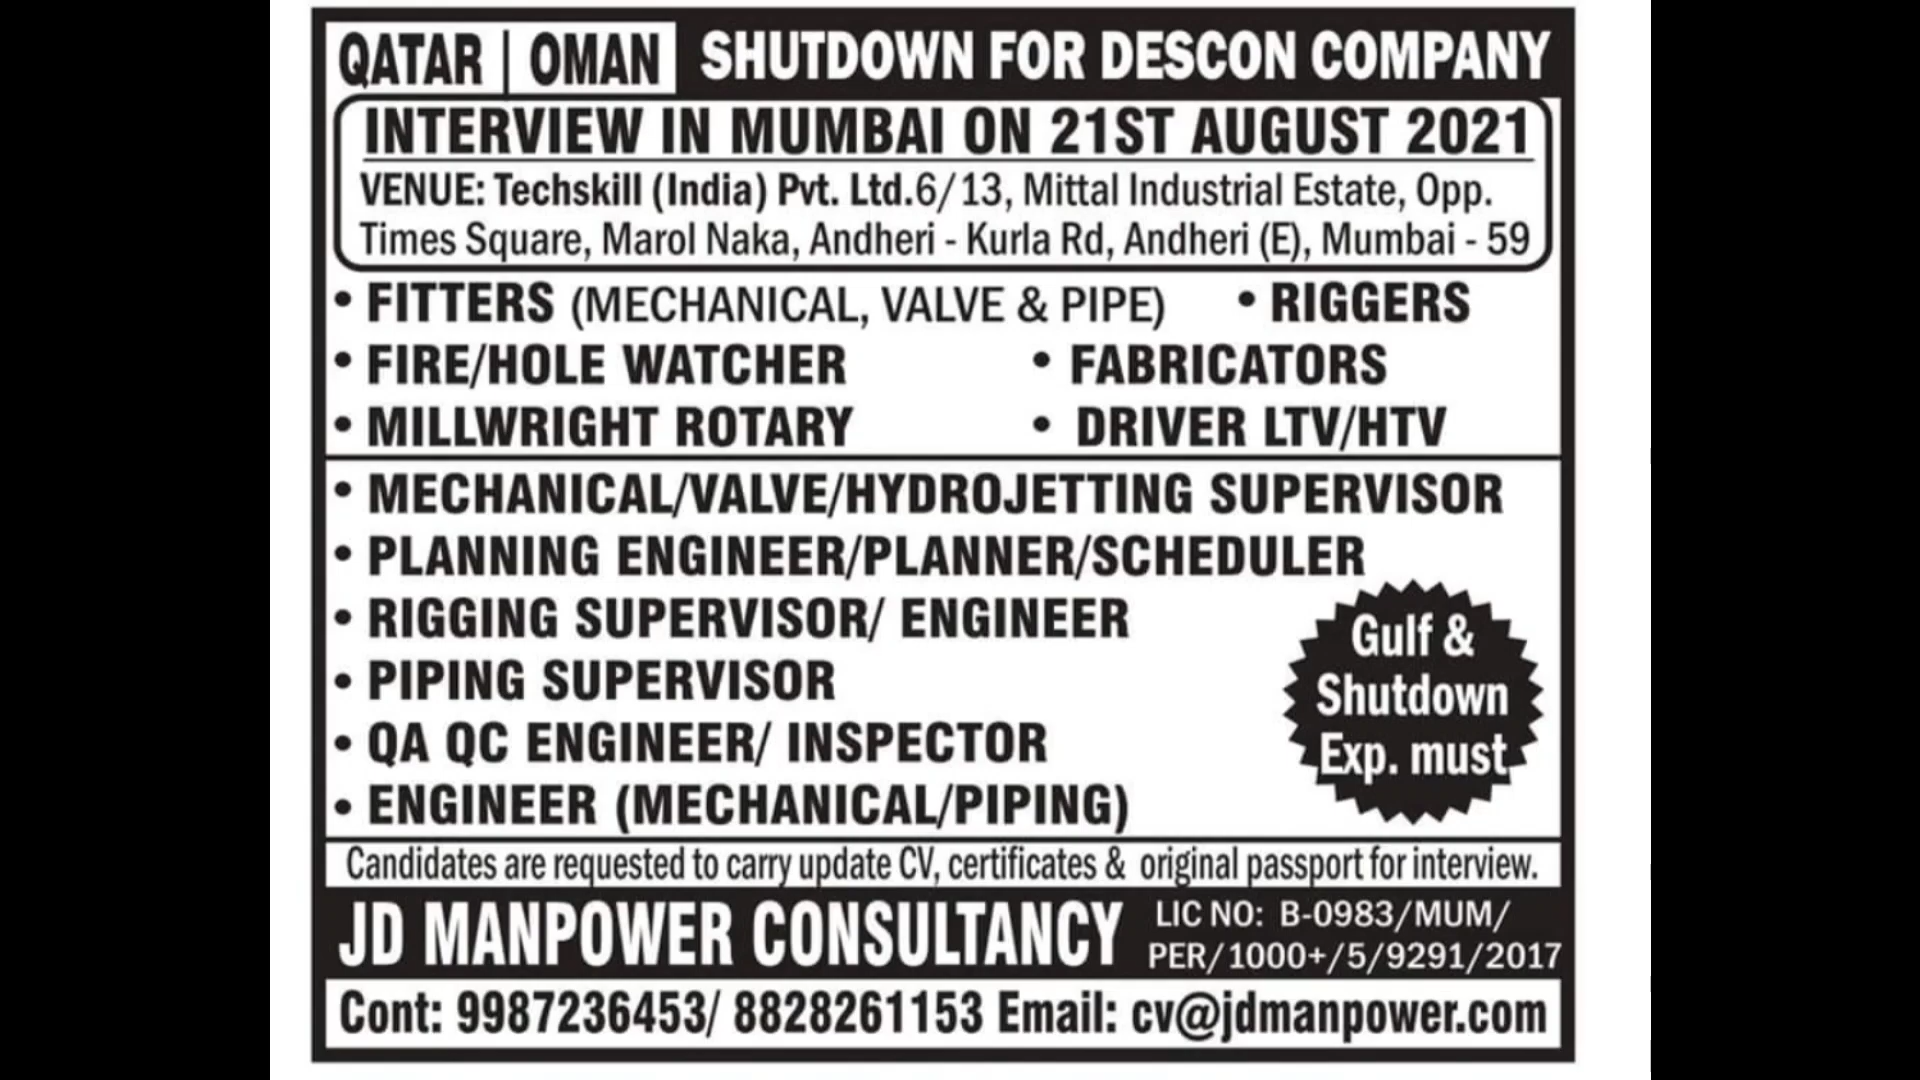 QATAR | OMAN SHUTDOWN FOR DESCON COMPANY
INTERVIEW IN MUMBAI ON 21ST AUGUST 2021
VENUE: Techskill (India) Pvt. Ltd.6/13, Mittal Industrial Estate, Opp.
Times Square, Marol Naka, Andheri - Kurla Rd, Andheri (E), Mumbai - 59
• FITTERS (MECHANICAL, VALVE & PIPE) • RIGGERS
• FIRE/HOLE WATCHER • FABRICATORS
• MILLWRIGHT ROTARY • DRIVER LTV/HTV
• MECHANICAL/VALVE/HYDROJETTING SUPERVISOR
• PLANNING ENGINEER/PLANNER/SCHEDULER
• RIGGING SUPERVISOR/ ENGINEER
• PIPING SUPERVISOR
• QA QC ENGINEER/ INSPECTOR
• ENGINEER (MECHANICAL/PIPING)
Gulf &
Shutdown
Exp. must
Candidates are requested to carry update CV, certificates & original passport for interview.
JD MANPOWER CONSULTANCY
LIC NO: B-0983/MUM/
PER/1000+/5/9291/2017
Cont: 9987236453/ 8828261153 Email: cv@jdmanpower.com